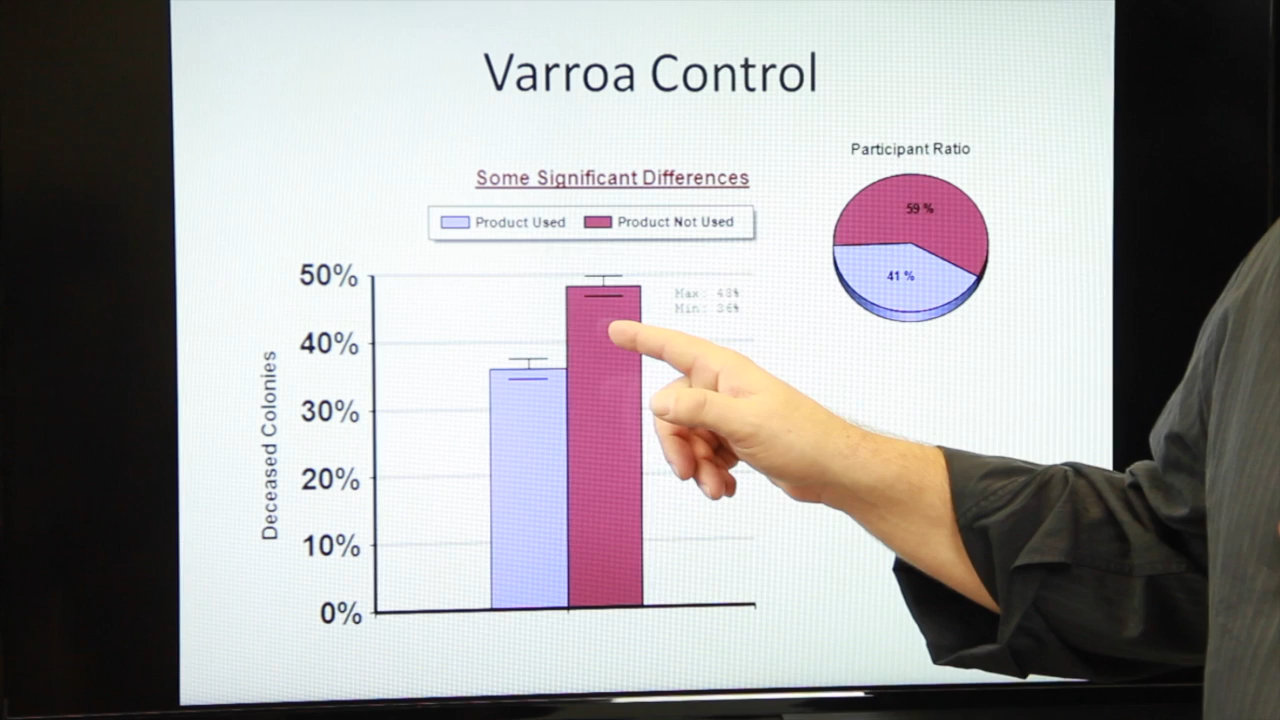 Varroa Control
Participant Ratio
Some Significant Differences
Product Used Product Not Used
59 %
41 %
Max: 48%
Min: 36%
50%
40%
30%
20%
10%
0%
Deceased Colonies